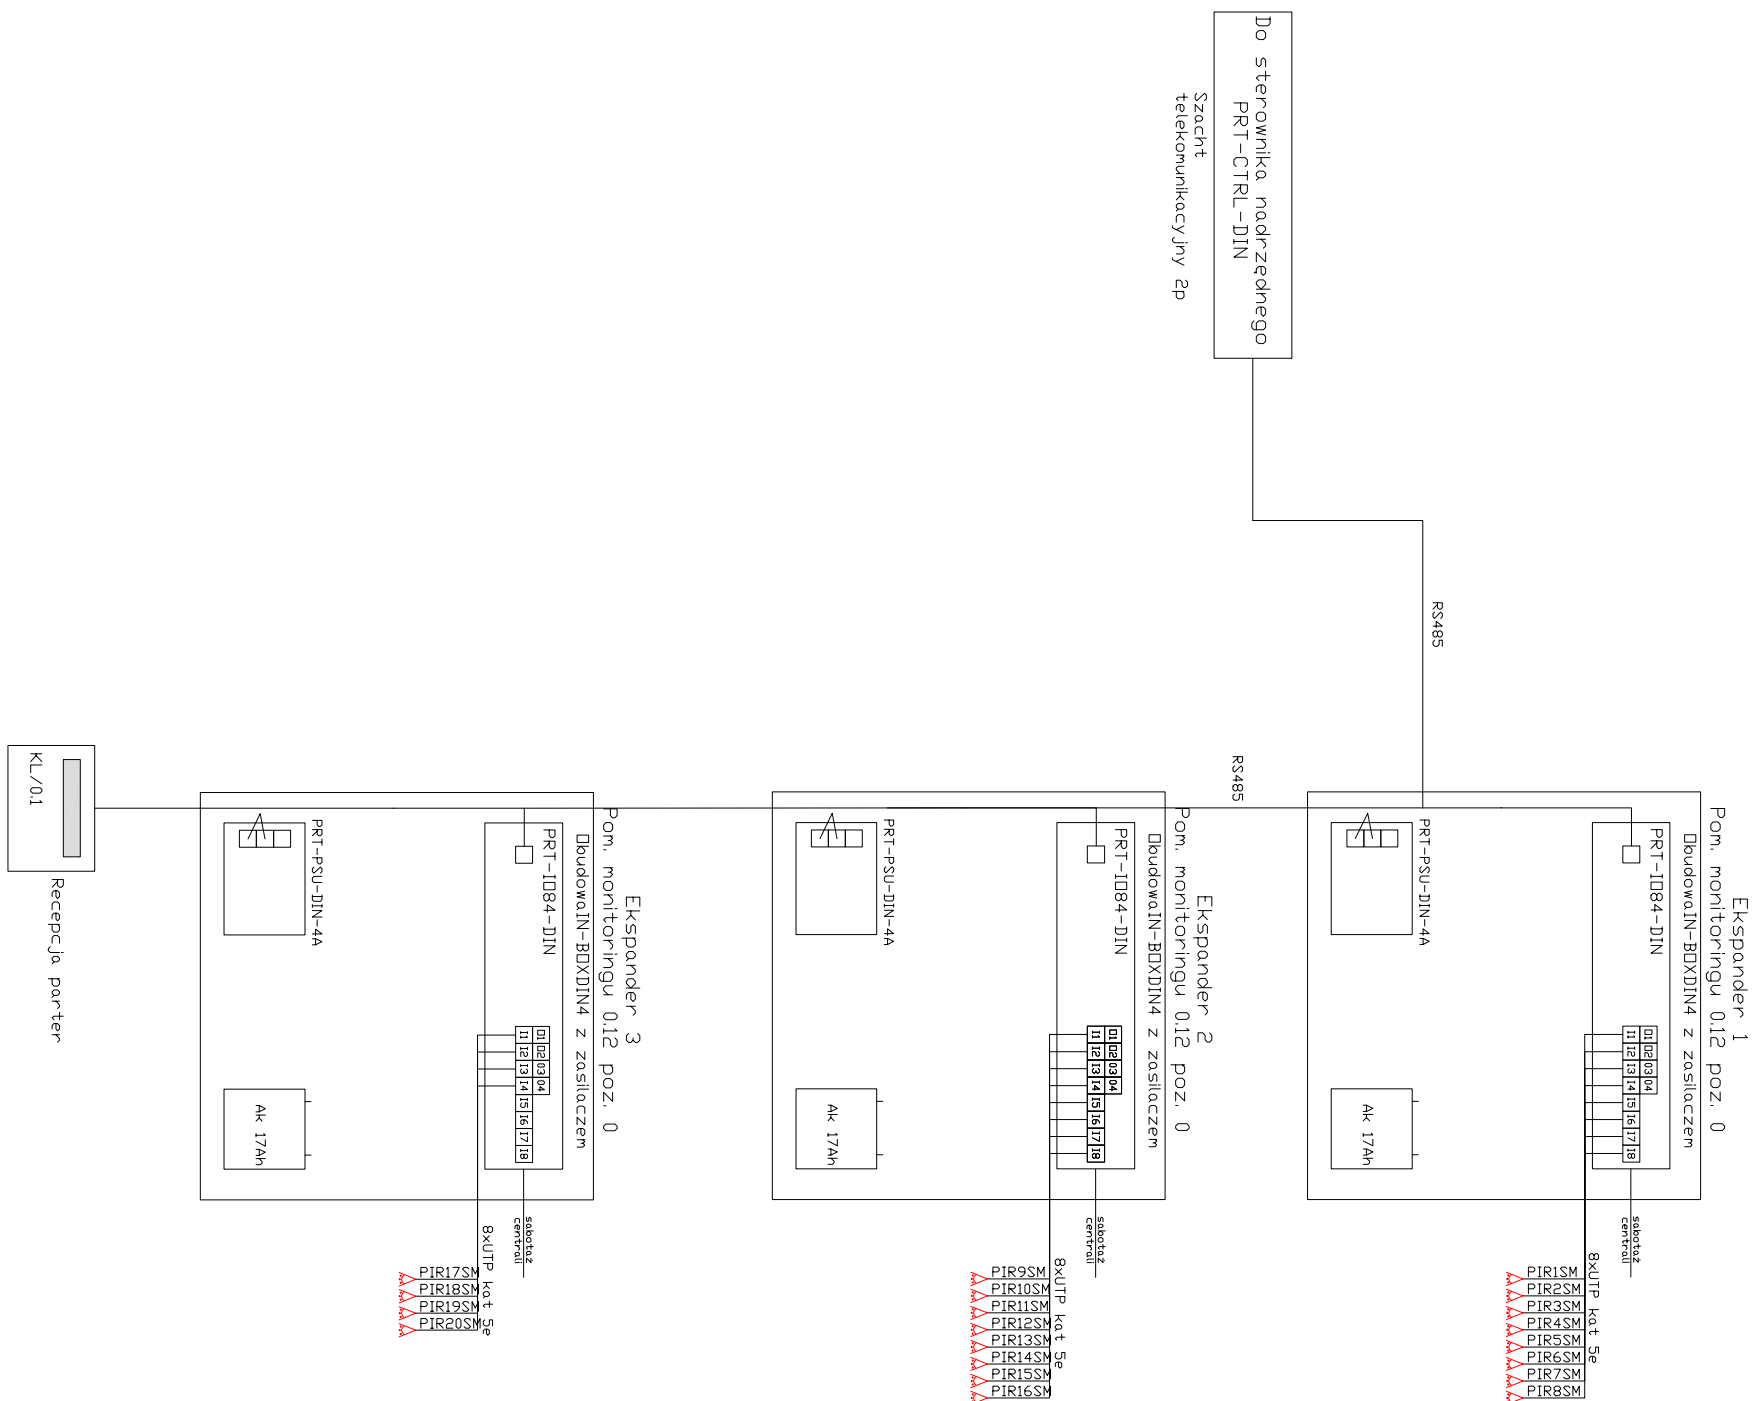 Do sterownika nadrzędnego
PRT-CTRL-DIN
Szacht
telekomunikacyjny 2p
RS485
RS485
KL/0.1
Recepcja parter
Ekspander 3
Pom. monitoringu 0.12 poz. 0
ObudowaIN-BOXDIN4 z zasilaczem
PRT-IO84-DIN
PRT-PSU-DIN-4A
O1 O2 O3 O4
I1 I2 I3 I4 I5 I6 I7 I8
Ak 17Ah
sabotaż
centrali
8xUTP kat 5e
PIR17SM
PIR18SM
PIR19SM
PIR20SM
Ekspander 2
Pom. monitoringu 0.12 poz. 0
ObudowaIN-BOXDIN4 z zasilaczem
PRT-IO84-DIN
PRT-PSU-DIN-4A
O1 O2 O3 O4
I1 I2 I3 I4 I5 I6 I7 I8
Ak 17Ah
sabotaż
centrali
8xUTP kat 5e
PIR9SM
PIR10SM
PIR11SM
PIR12SM
PIR13SM
PIR14SM
PIR15SM
PIR16SM
Ekspander 1
Pom. monitoringu 0.12 poz. 0
ObudowaIN-BOXDIN4 z zasilaczem
PRT-IO84-DIN
PRT-PSU-DIN-4A
O1 O2 O3 O4
I1 I2 I3 I4 I5 I6 I7 I8
Ak 17Ah
sabotaż
centrali
8xUTP kat 5e
PIR1SM
PIR2SM
PIR3SM
PIR4SM
PIR5SM
PIR6SM
PIR7SM
PIR8SM